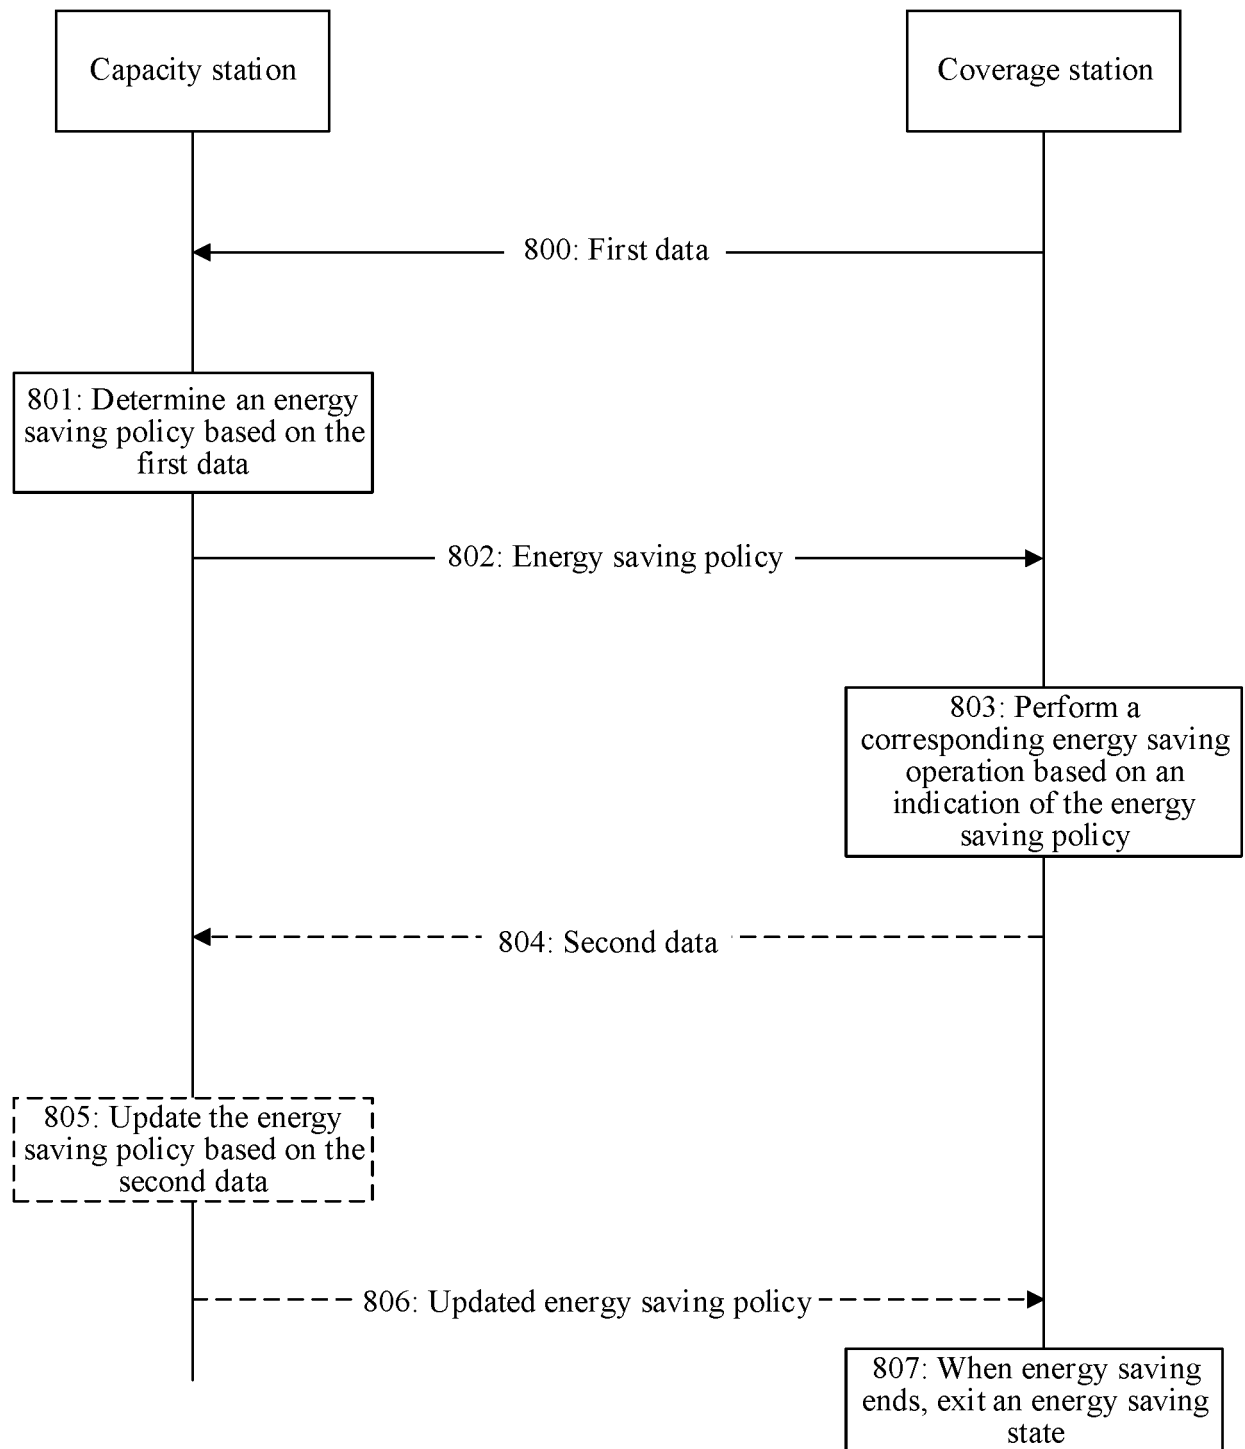 Capacity station
Coverage station
800: First data
801: Determine an energy
saving policy based on the
first data
802: Energy saving policy
803: Perform a
corresponding energy saving
operation based on an
indication of the energy
saving policy
804: Second data
805: Update the energy
saving policy based on the
second data
806: Updated energy saving policy
807: When energy saving
ends, exit an energy saving
state